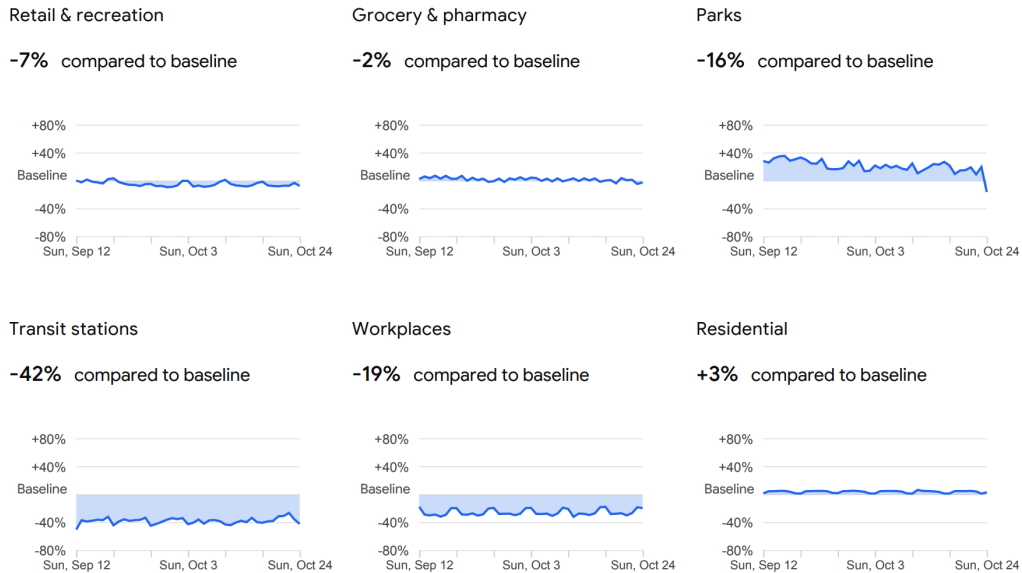 Retail & recreation
-7% compared to baseline
+80%
+40%
Baseline
-40%
-80%
Sun, Sep 12 Sun, Oct 3 Sun, Oct 24
Grocery & pharmacy
-2% compared to baseline
+80%
+40%
Baseline
-40%
-80%
Sun, Sep 12 Sun, Oct 3 Sun, Oct 24
Parks
-16% compared to baseline
+80%
+40%
Baseline
-40%
-80%
Sun, Sep 12 Sun, Oct 3 Sun, Oct 24
Transit stations
-42% compared to baseline
+80%
+40%
Baseline
-40%
-80%
Sun, Sep 12 Sun, Oct 3 Sun, Oct 24
Workplaces
-19% compared to baseline
+80%
+40%
Baseline
-40%
-80%
Sun, Sep 12 Sun, Oct 3 Sun, Oct 24
Residential
+3% compared to baseline
+80%
+40%
Baseline
-40%
-80%
Sun, Sep 12 Sun, Oct 3 Sun, Oct 24